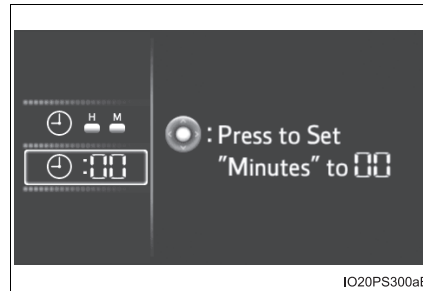 H M
:00
: Press to Set
"Minutes" to 00
IO20PS300aE